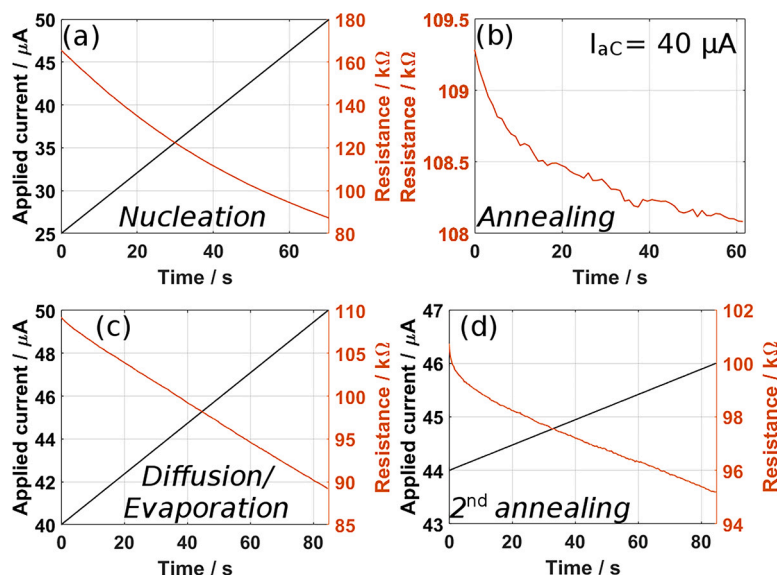 (a)
50
45
40
35
30
25
Applied current / μA
180
160
140
120
100
80
Resistance / kΩ
Nucleation
0 20 40 60
Time / s
(b)
I_aC = 40 μA
109.5
109
108.5
108
Resistance / kΩ
Annealing
0 20 40 60
Time / s
(c)
50
48
46
44
42
40
Applied current / μA
110
105
100
95
90
85
Resistance / kΩ
Diffusion/
Evaporation
0 20 40 60 80
Time / s
(d)
47
46
45
44
43
Applied current / μA
102
100
98
96
94
Resistance / kΩ
2nd annealing
0 20 40 60 80
Time / s